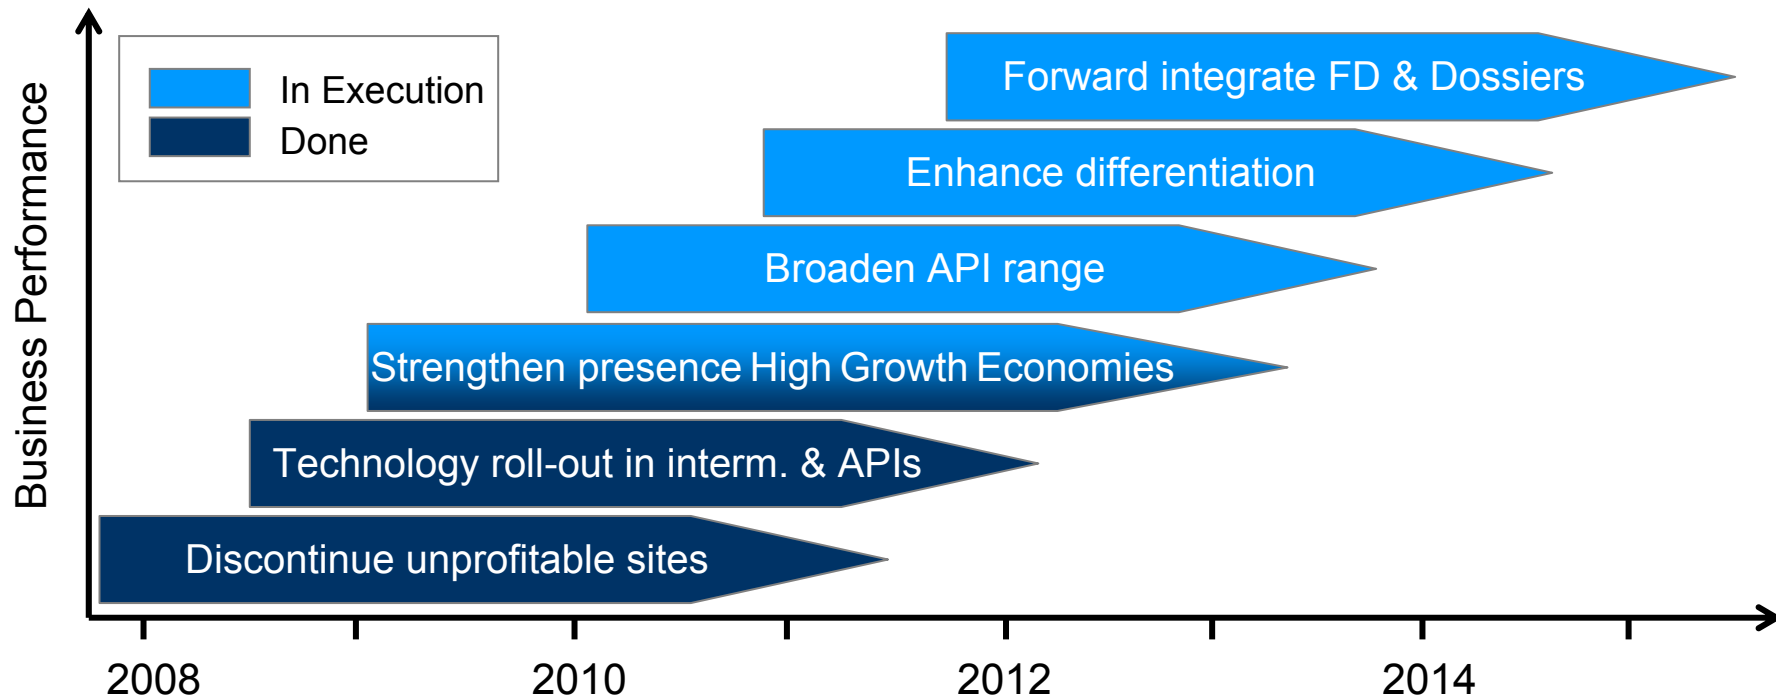 Business Performance
In Execution
Done
Forward integrate FD & Dossiers
Enhance differentiation
Broaden API range
Strengthen presence High Growth Economies
Technology roll-out in interm. & APIs
Discontinue unprofitable sites
2008 2010 2012 2014